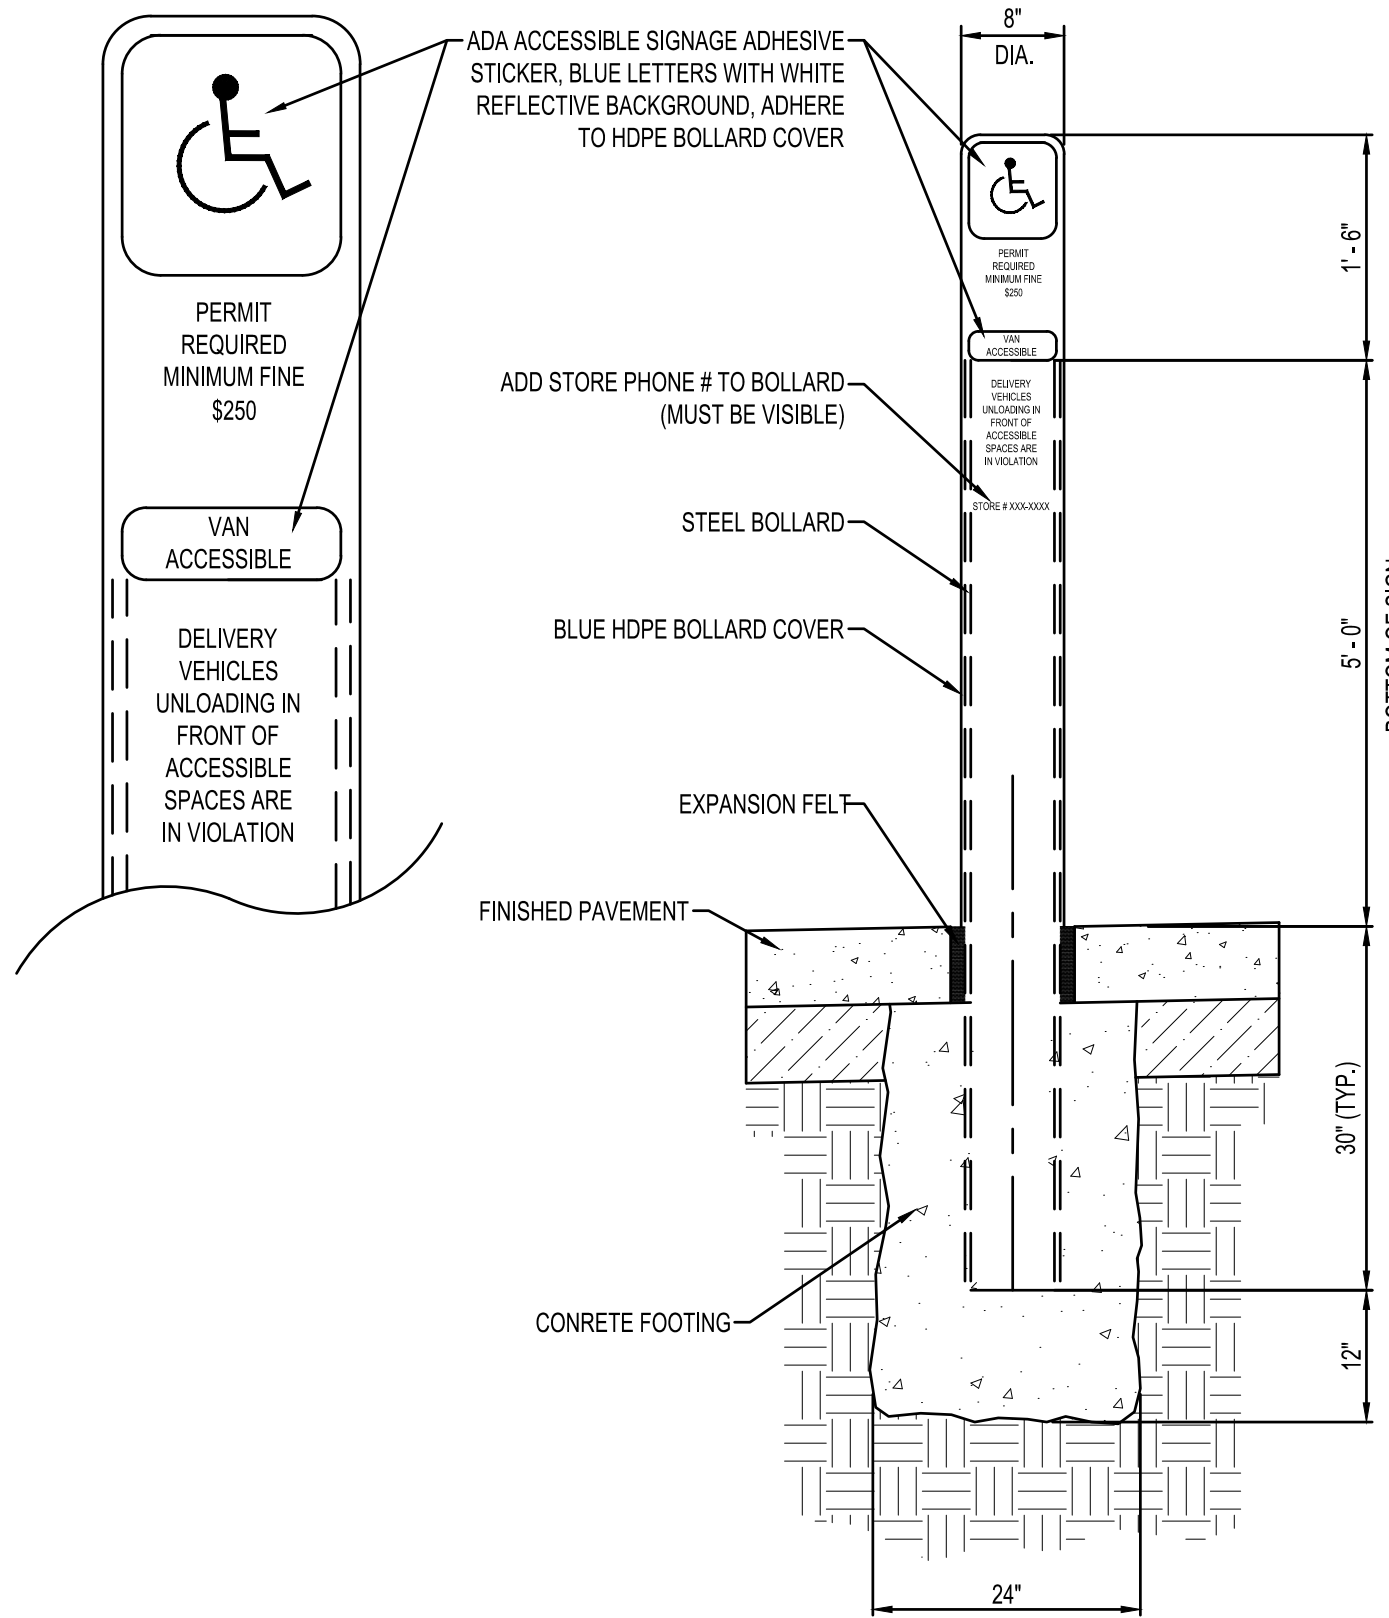 8"
DIA.
ADA ACCESSIBLE SIGNAGE ADHESIVE
STICKER, BLUE LETTERS WITH WHITE
REFLECTIVE BACKGROUND, ADHERE
TO HDPE BOLLARD COVER
PERMIT
REQUIRED
MINIMUM FINE
$250
VAN
ACCESSIBLE
DELIVERY
VEHICLES
UNLOADING IN
FRONT OF
ACCESSIBLE
SPACES ARE
IN VIOLATION
PERMIT
REQUIRED
MINIMUM FINE
$250
VAN
ACCESSIBLE
DELIVERY
VEHICLES
UNLOADING IN
FRONT OF
ACCESSIBLE
SPACES ARE
IN VIOLATION
STORE # XXX-XXXX
ADD STORE PHONE # TO BOLLARD
(MUST BE VISIBLE)
STEEL BOLLARD
BLUE HDPE BOLLARD COVER
EXPANSION FELT
FINISHED PAVEMENT
CONRETE FOOTING
1' - 6"
5' - 0"
30" (TYP.)
12"
24"